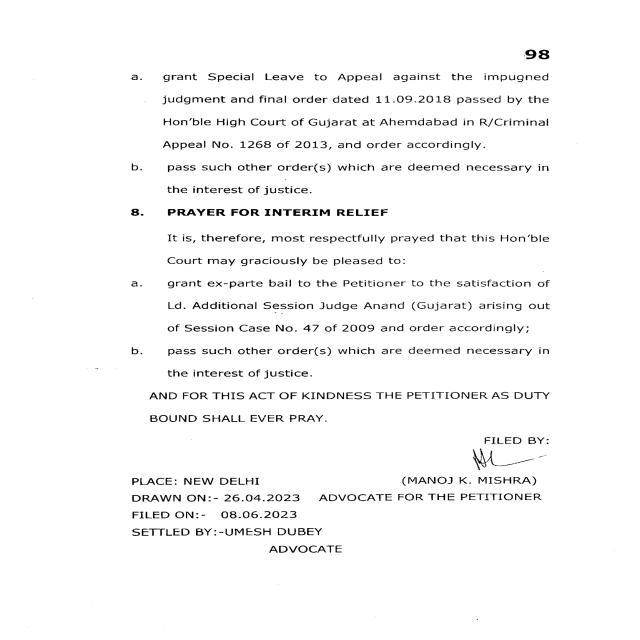 98
a. grant Special Leave to Appeal against the impugned
judgment and final order dated 11.09.2018 passed by the
Hon'ble High Court of Gujarat at Ahemdabad in R/Criminal
Appeal No. 1268 of 2013, and order accordingly.
b. pass such other order(s) which are deemed necessary in
the interest of justice.
8. PRAYER FOR INTERIM RELIEF
It is, therefore, most respectfully prayed that this Hon'ble
Court may graciously be pleased to:
a. grant ex-parte bail to the Petitioner to the satisfaction of
Ld. Additional Session Judge Anand (Gujarat) arising out
of Session Case No. 47 of 2009 and order accordingly;
b. pass such other order(s) which are deemed necessary in
the interest of justice.
AND FOR THIS ACT OF KINDNESS THE PETITIONER AS DUTY
BOUND SHALL EVER PRAY.
FILED BY:
PLACE: NEW DELHI (MANOJ K. MISHRA)
DRAWN ON:- 26.04.2023 ADVOCATE FOR THE PETITIONER
FILED ON:- 08.06.2023
SETTLED BY:-UMESH DUBEY
ADVOCATE